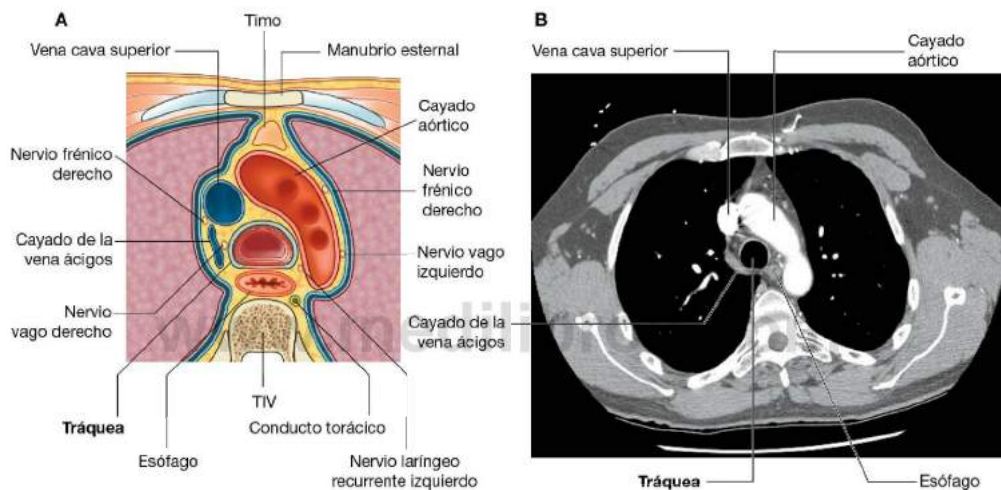 A
Timo
Vena cava superior
Manubrio esternal
Cayado
aórtico
Nervio frénico
derecho
Nervio
frénico
derecho
Cayado de la
vena ácigos
Nervio vago
izquierdo
Nervio
vago derecho
TIV
Tráquea
Conducto torácico
Esófago
Nervio laríngeo
recurrente izquierdo
B
Vena cava superior
Cayado
aórtico
Cayado de la
vena ácigos
Tráquea
Esófago